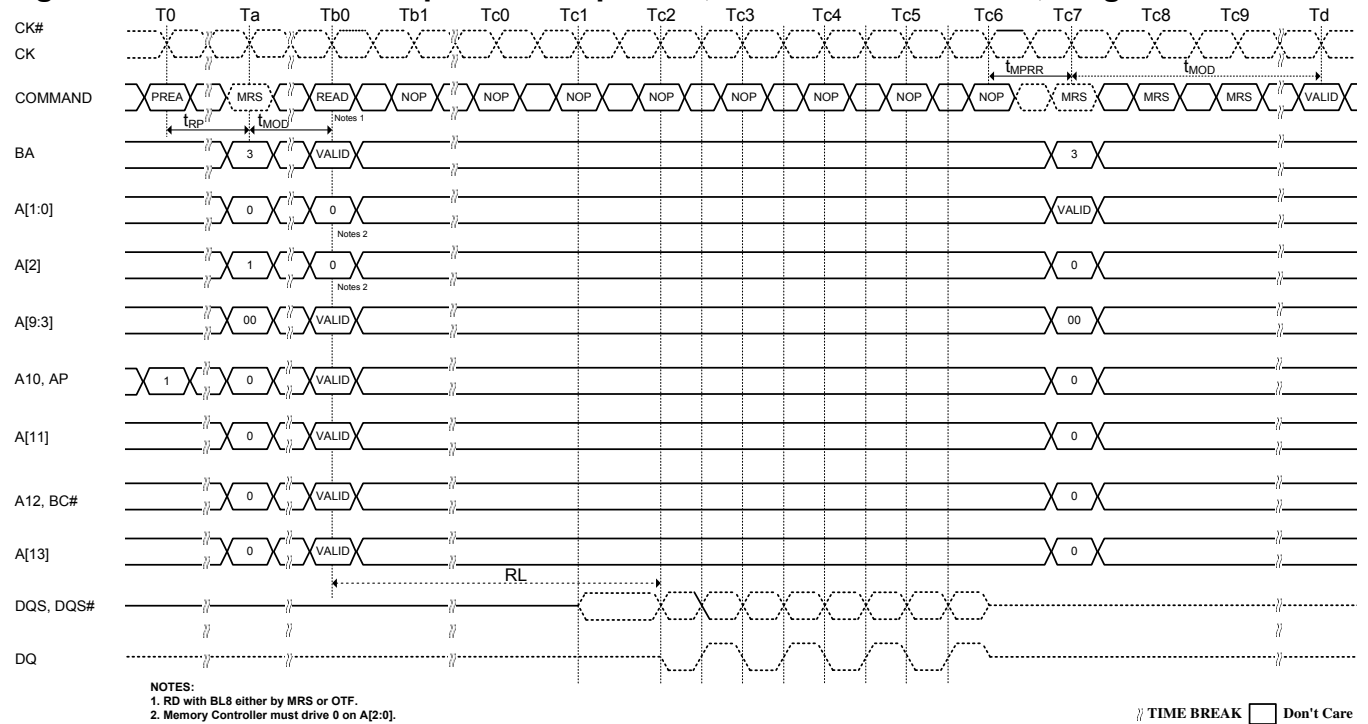 T0 Ta Tb0 Tb1 Tc0 Tc1 Tc2 Tc3 Tc4 Tc5 Tc6 Tc7 Tc8 Tc9 Td
CK#
CK
tMPRR tMOD
COMMAND PREA MRS READ NOP NOP NOP NOP NOP NOP NOP NOP MRS MRS MRS VALID
Notes 1
tRP tMOD
BA 3 VALID 3
A[1:0] 0 0 VALID
Notes 2
A[2] 1 0 0
Notes 2
A[9:3] 00 VALID 00
A10, AP 1 0 VALID 0
A[11] 0 VALID 0
A12, BC# 0 VALID 0
A[13] 0 VALID 0
RL
DQS, DQS#
DQ
NOTES:
1. RD with BL8 either by MRS or OTF.
2. Memory Controller must drive 0 on A[2:0].
TIME BREAK Don't Care